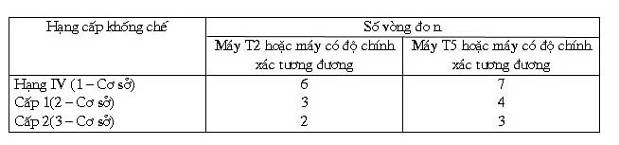 Hạng cấp khống chế Số vòng đo n
Máy T2 hoặc máy có độ chính xác tương đương Máy T5 hoặc máy có độ chính xác tương đương
Hạng IV (1 – Cơ sở) 6 7
Cấp 1(2 – Cơ sở) 3 4
Cấp 2(3 – Cơ sở) 2 3